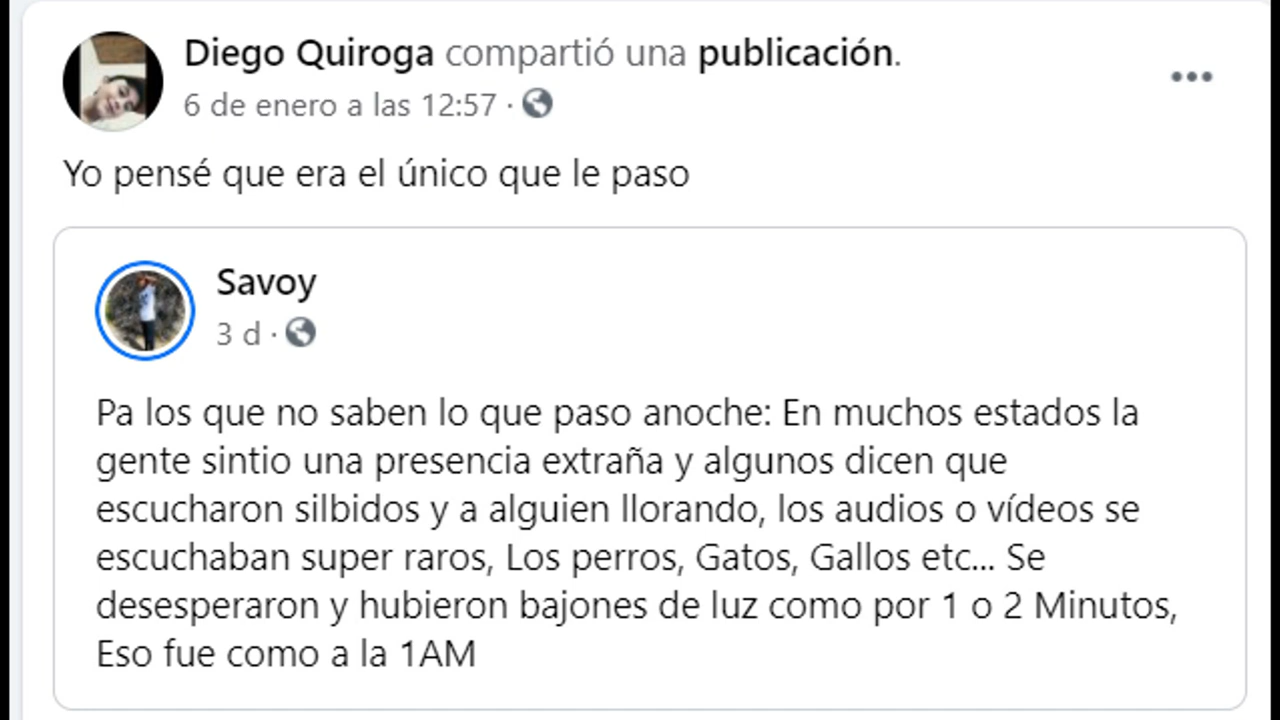 Diego Quiroga compartió una publicación.
6 de enero a las 12:57 ·
Yo pensé que era el único que le paso
Savoy
3 d ·
Pa los que no saben lo que paso anoche: En muchos estados la
gente sintio una presencia extraña y algunos dicen que
escucharon silbidos y a alguien llorando, los audios o vídeos se
escuchaban super raros, Los perros, Gatos, Gallos etc... Se
desesperaron y hubieron bajones de luz como por 1 o 2 Minutos,
Eso fue como a la 1AM